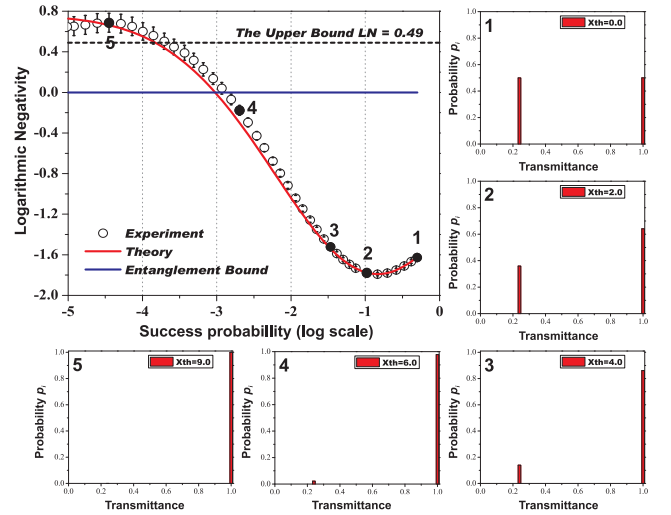 0.8
0.4
0.0
-0.4
-0.8
-1.2
-1.6
-2.0
Logarithmic Negativity
The Upper Bound LN = 0.49
5
4
3
2
1
Experiment
Theory
Entanglement Bound
-5 -4 -3 -2 -1 0
Success probability (log scale)
1
Xth=0.0
Probability pi
1.0
0.8
0.6
0.4
0.2
0.0
0.0 0.2 0.4 0.6 0.8 1.0
Transmittance
2
Xth=2.0
Probability pi
1.0
0.8
0.6
0.4
0.2
0.0
0.0 0.2 0.4 0.6 0.8 1.0
Transmittance
5
Xth=9.0
Probability pi
1.0
0.8
0.6
0.4
0.2
0.0
0.0 0.2 0.4 0.6 0.8 1.0
Transmittance
4
Xth=6.0
Probability pi
1.0
0.8
0.6
0.4
0.2
0.0
0.0 0.2 0.4 0.6 0.8 1.0
Transmittance
3
Xth=4.0
Probability pi
1.0
0.8
0.6
0.4
0.2
0.0
0.0 0.2 0.4 0.6 0.8 1.0
Transmittance